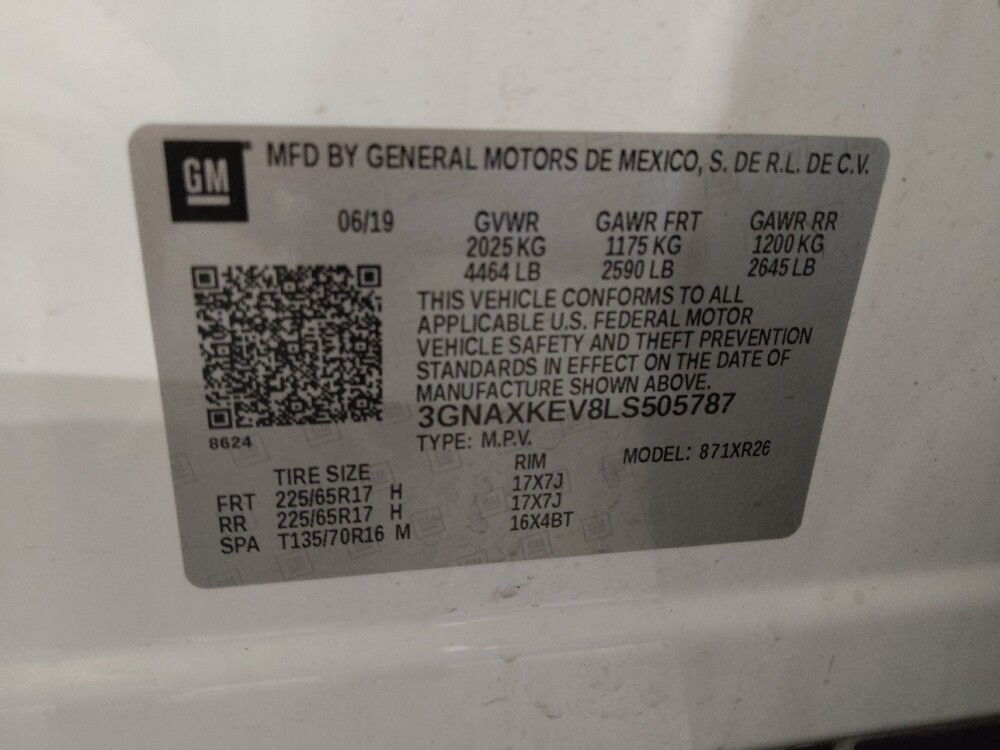 GM MFD BY GENERAL MOTORS DE MEXICO, S. DE R.L. DE C.V.
06/19 GVWR GAWR FRT GAWR RR
2025 KG 1175 KG 1200 KG
4464 LB 2590 LB 2645 LB
THIS VEHICLE CONFORMS TO ALL
APPLICABLE U.S. FEDERAL MOTOR
VEHICLE SAFETY AND THEFT PREVENTION
STANDARDS IN EFFECT ON THE DATE OF
MANUFACTURE SHOWN ABOVE.
3GNAXKEV8LS505787
8624
TYPE: M.P.V. MODEL: 871XR26
TIRE SIZE RIM
FRT 225/65R17 H 17X7J
RR 225/65R17 H 17X7J
SPA T135/70R16 M 16X4BT